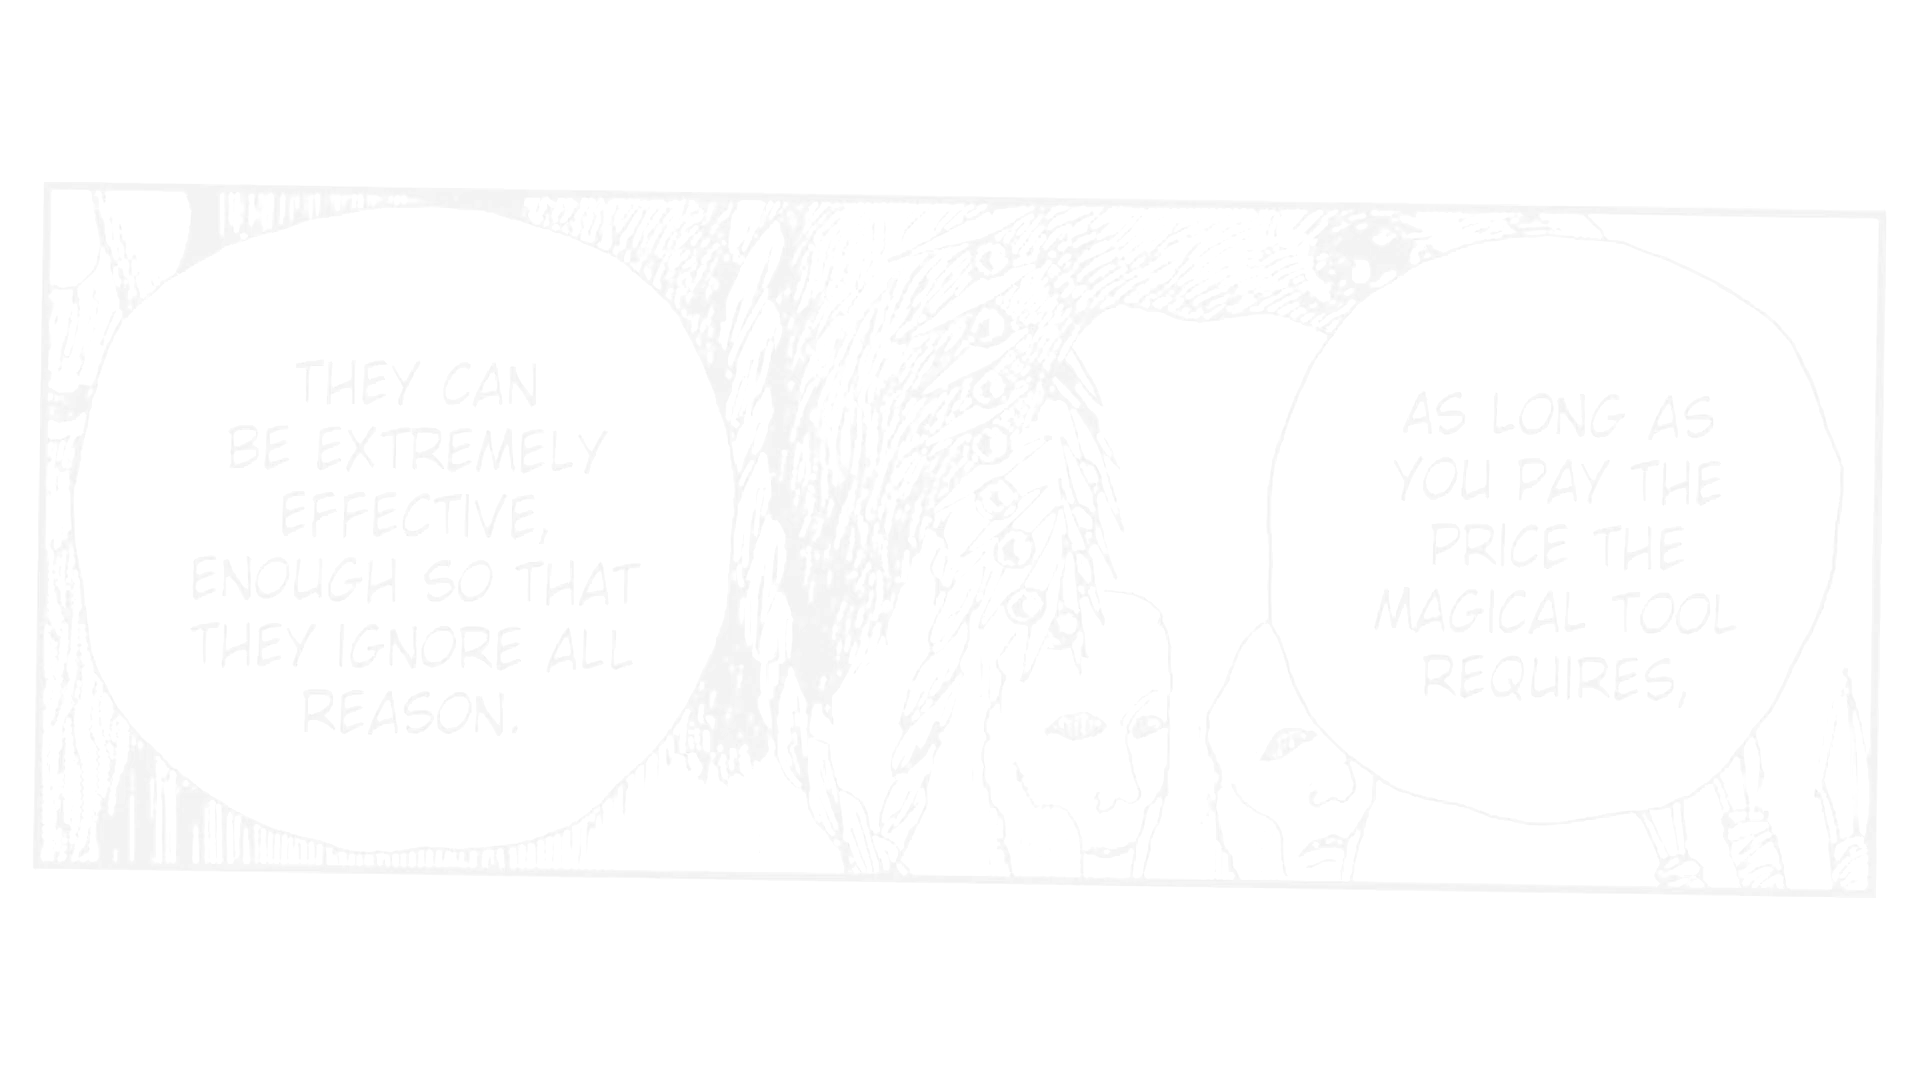 AS LONG AS
YOU PAY THE
PRICE THE
MAGICAL TOOL
REQUIRES,
THEY CAN
BE EXTREMELY
EFFECTIVE,
ENOUGH SO THAT
THEY IGNORE ALL
REASON.